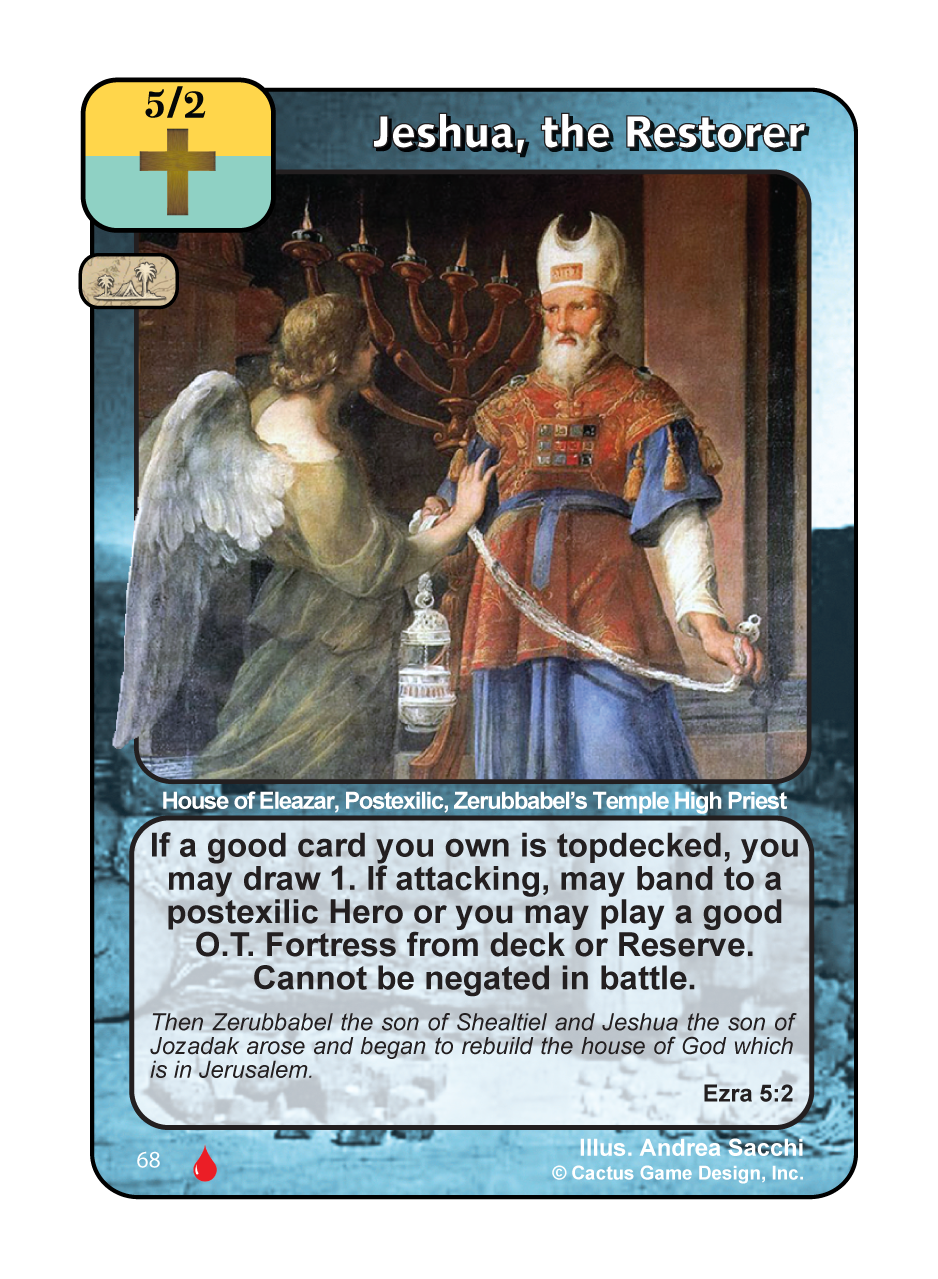 5/2
Jeshua, the Restorer
House of Eleazar, Postexilic, Zerubbabel's Temple High Priest
If a good card you own is topdecked, you
may draw 1. If attacking, may band to a
postexilic Hero or you may play a good
O.T. Fortress from deck or Reserve.
Cannot be negated in battle.
Then Zerubbabel the son of Shealtiel and Jeshua the son of
Jozadak arose and began to rebuild the house of God which
is in Jerusalem.
Ezra 5:2
68
Illus. Andrea Sacchi
© Cactus Game Design, Inc.